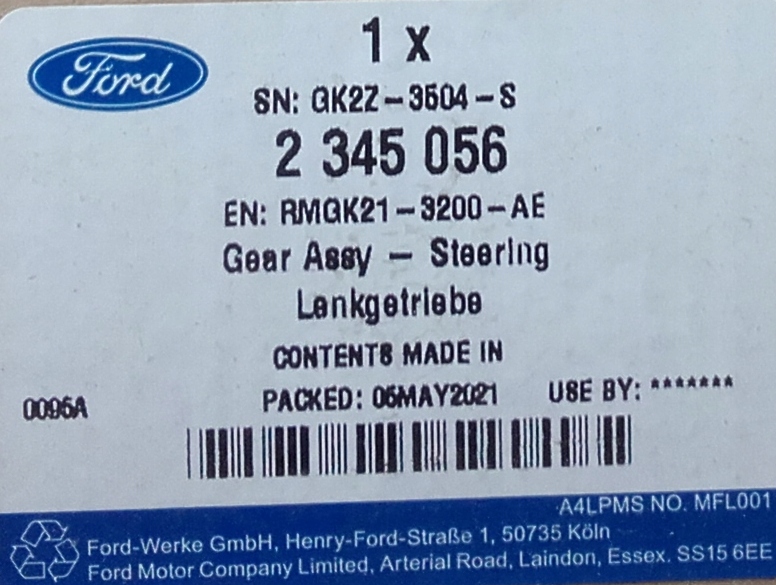 1 x
Ford
SN: GK2Z-3504-S
2 345 056
EN: RMGK21-3200-AE
Gear Assy - Steering
Lenkgetriebe
CONTENTS MADE IN
0095A
PACKED: 05MAY2021 USE BY: *******
A4LPMS NO. MFL001
Ford-Werke GmbH, Henry-Ford-Straße 1, 50735 Köln
Ford Motor Company Limited, Arterial Road, Laindon, Essex. SS15 6EE